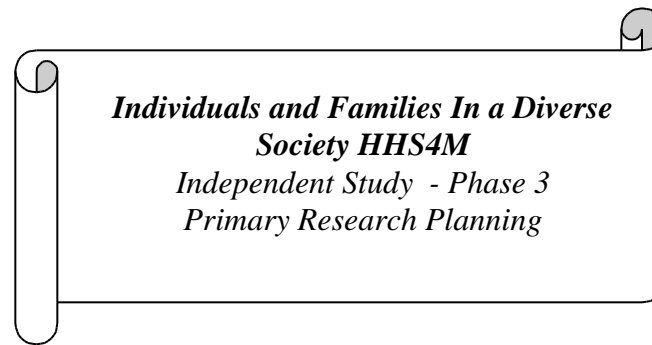 Individuals and Families In a Diverse
Society HHS4M
Independent Study - Phase 3
Primary Research Planning